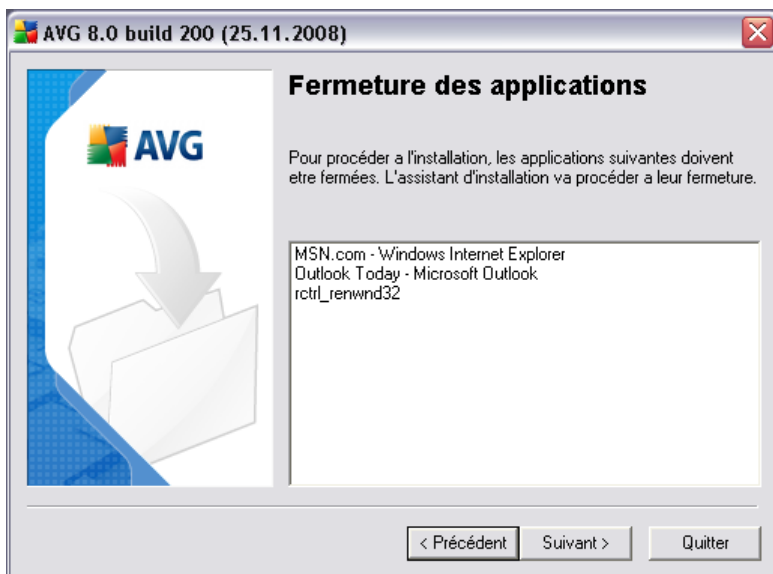 AVG 8.0 build 200 (25.11.2008)
AVG
Fermeture des applications
Pour procéder a l'installation, les applications suivantes doivent
etre fermées. L'assistant d'installation va procéder a leur fermeture.
MSN.com - Windows Internet Explorer
Outlook Today - Microsoft Outlook
rctrl_renwnd32
< Précédent
Suivant >
Quitter